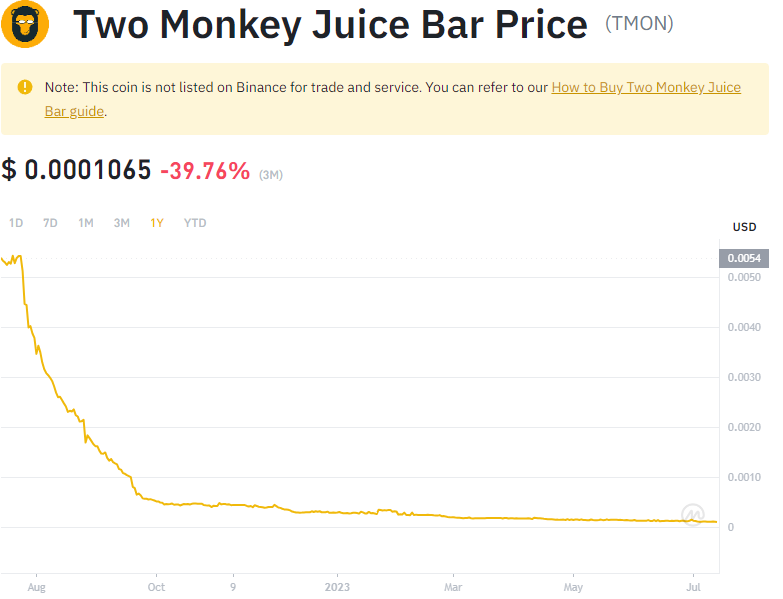 Two Monkey Juice Bar Price (TMON)
Note: This coin is not listed on Binance for trade and service. You can refer to our How to Buy Two Monkey Juice
Bar guide.
$ 0.0001065 -39.76% (3M)
1D 7D 1M 3M 1Y YTD
USD
0.0054
0.0050
0.0040
0.0030
0.0020
0.0010
0
Aug Oct 9 2023 Mar May Jul